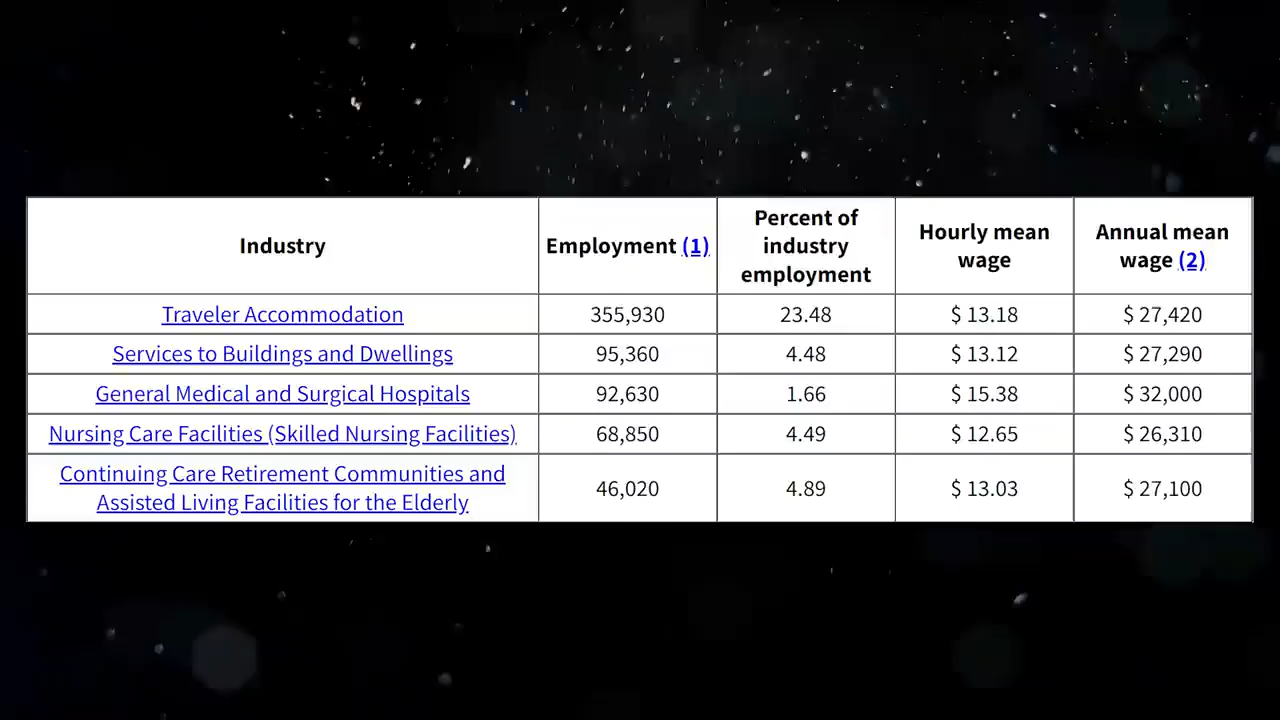 Industry Employment (1) Percent of industry employment Hourly mean wage Annual mean wage (2)
Traveler Accommodation 355,930 23.48 $ 13.18 $ 27,420
Services to Buildings and Dwellings 95,360 4.48 $ 13.12 $ 27,290
General Medical and Surgical Hospitals 92,630 1.66 $ 15.38 $ 32,000
Nursing Care Facilities (Skilled Nursing Facilities) 68,850 4.49 $ 12.65 $ 26,310
Continuing Care Retirement Communities and
Assisted Living Facilities for the Elderly 46,020 4.89 $ 13.03 $ 27,100